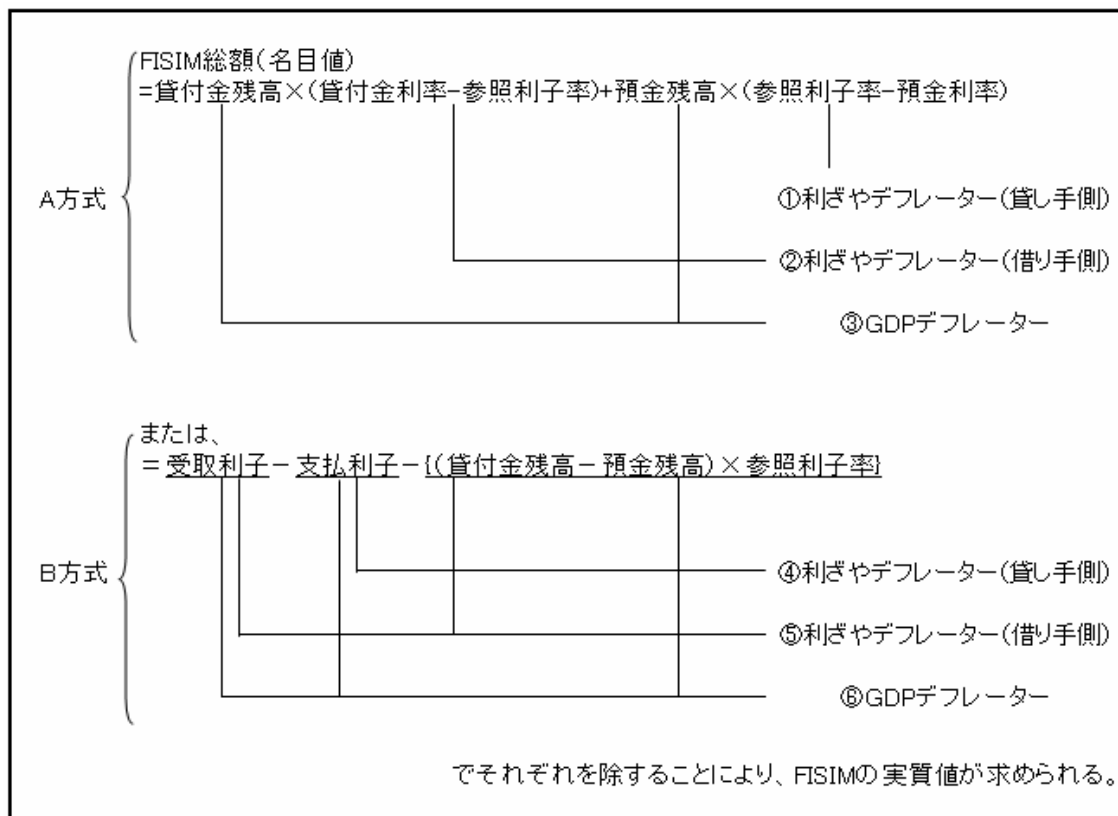 FISIM総額(名目値)
=貸付金残高×(貸付金利率-参照利子率)+預金残高×(参照利子率-預金利率)
A方式
①利ざやデフレーター(貸し手側)
②利ざやデフレーター(借り手側)
③GDPデフレーター
または、
= 受取利子- 支払利子-{(貸付金残高-預金残高)×参照利子率}
B方式
④利ざやデフレーター(貸し手側)
⑤利ざやデフレーター(借り手側)
⑥GDPデフレーター
でそれぞれを除することにより、FISIMの実質値が求められる。